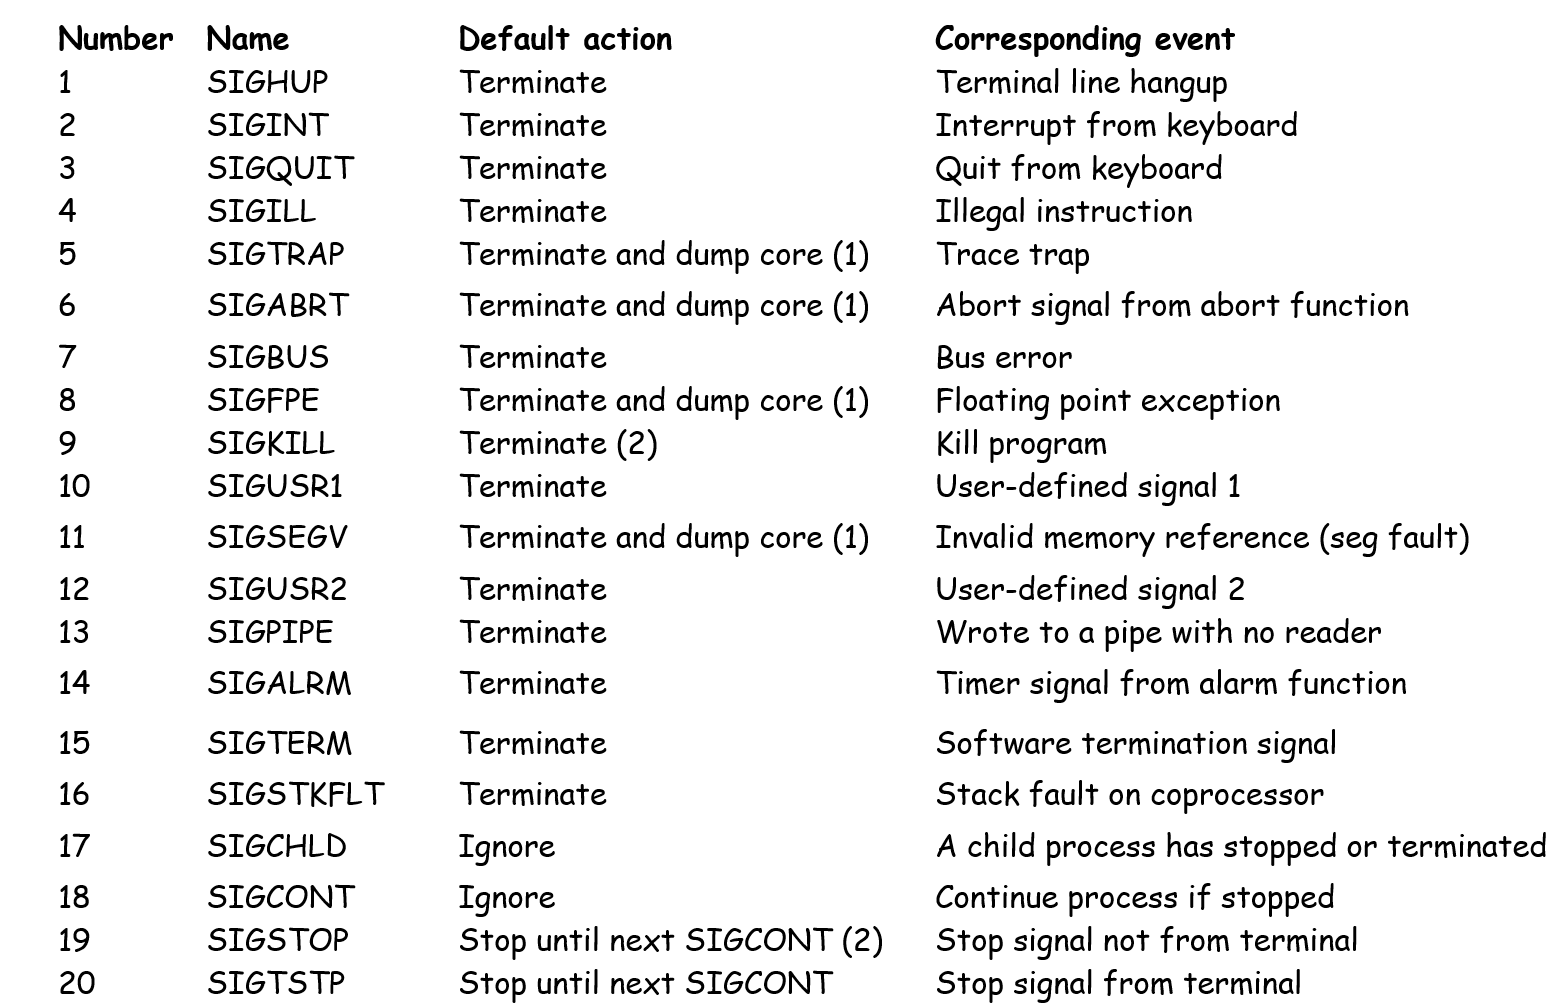 Number Name Default action Corresponding event
1 SIGHUP Terminate Terminal line hangup
2 SIGINT Terminate Interrupt from keyboard
3 SIGQUIT Terminate Quit from keyboard
4 SIGILL Terminate Illegal instruction
5 SIGTRAP Terminate and dump core (1) Trace trap
6 SIGABRT Terminate and dump core (1) Abort signal from abort function
7 SIGBUS Terminate Bus error
8 SIGFPE Terminate and dump core (1) Floating point exception
9 SIGKILL Terminate (2) Kill program
10 SIGUSR1 Terminate User-defined signal 1
11 SIGSEGV Terminate and dump core (1) Invalid memory reference (seg fault)
12 SIGUSR2 Terminate User-defined signal 2
13 SIGPIPE Terminate Wrote to a pipe with no reader
14 SIGALRM Terminate Timer signal from alarm function
15 SIGTERM Terminate Software termination signal
16 SIGSTKFLT Terminate Stack fault on coprocessor
17 SIGCHLD Ignore A child process has stopped or terminated
18 SIGCONT Ignore Continue process if stopped
19 SIGSTOP Stop until next SIGCONT (2) Stop signal not from terminal
20 SIGTSTP Stop until next SIGCONT Stop signal from terminal